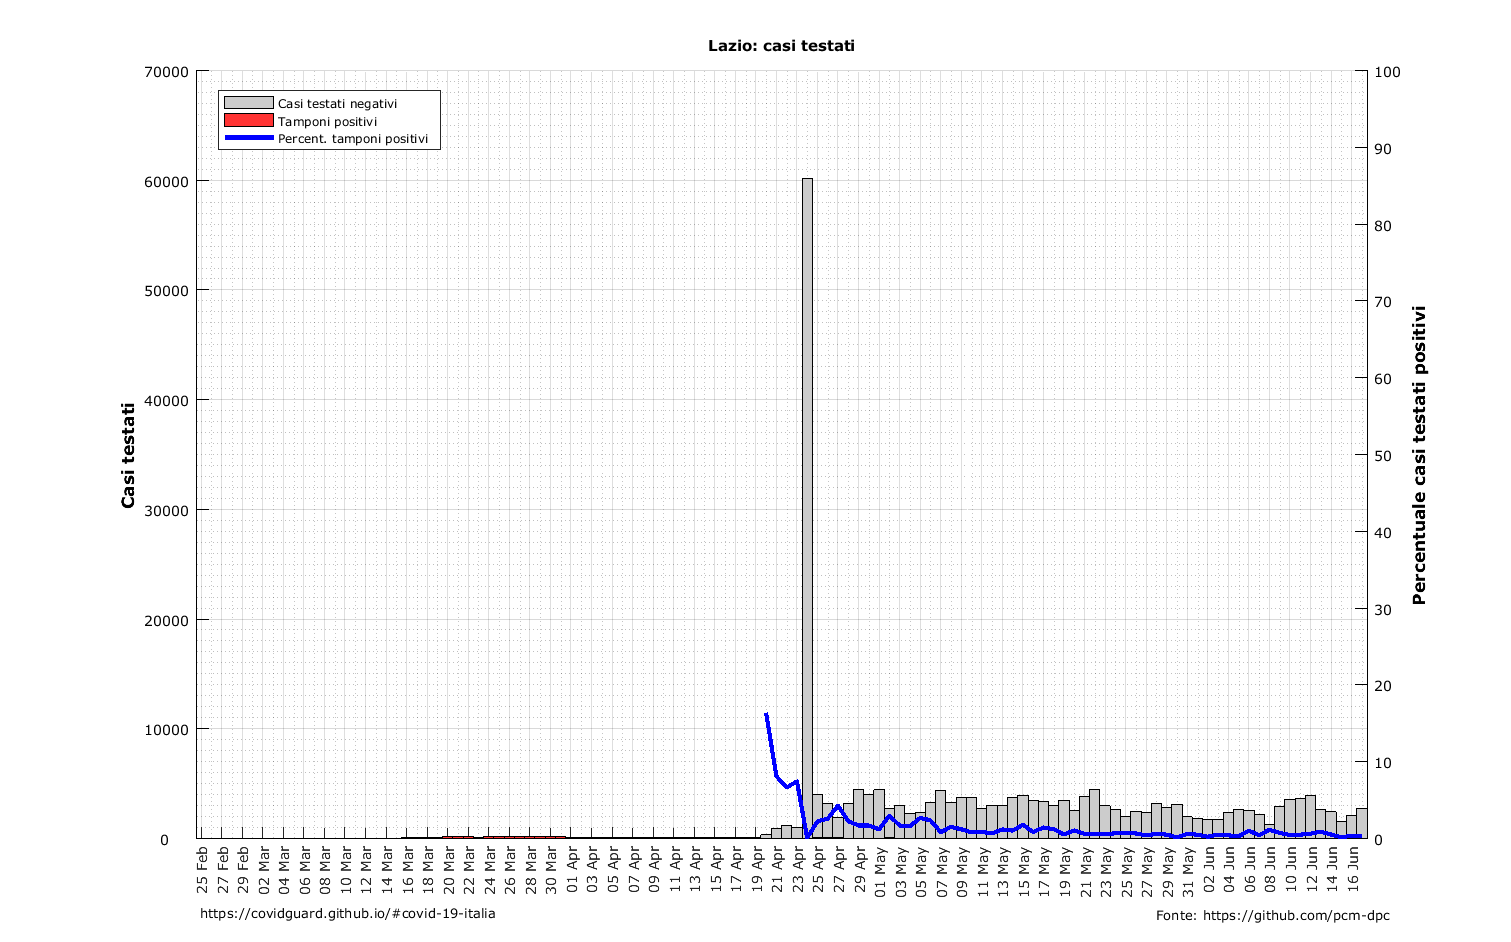 Lazio: casi testati
70000
60000
50000
40000
30000
20000
10000
0
Casi testati
Casi testati negativi
Tamponi positivi
Percent. tamponi positivi
100
90
80
70
60
50
40
30
20
10
0
Percentuale casi testati positivi
25 Feb
27 Feb
29 Feb
02 Mar
04 Mar
06 Mar
08 Mar
10 Mar
12 Mar
14 Mar
16 Mar
18 Mar
20 Mar
22 Mar
24 Mar
26 Mar
28 Mar
30 Mar
01 Apr
03 Apr
05 Apr
07 Apr
09 Apr
11 Apr
13 Apr
15 Apr
17 Apr
19 Apr
21 Apr
23 Apr
25 Apr
27 Apr
29 Apr
01 May
03 May
05 May
07 May
09 May
11 May
13 May
15 May
17 May
19 May
21 May
23 May
25 May
27 May
29 May
31 May
02 Jun
04 Jun
06 Jun
08 Jun
10 Jun
12 Jun
14 Jun
16 Jun
https://covidguard.github.io/#covid-19-italia
Fonte: https://github.com/pcm-dpc